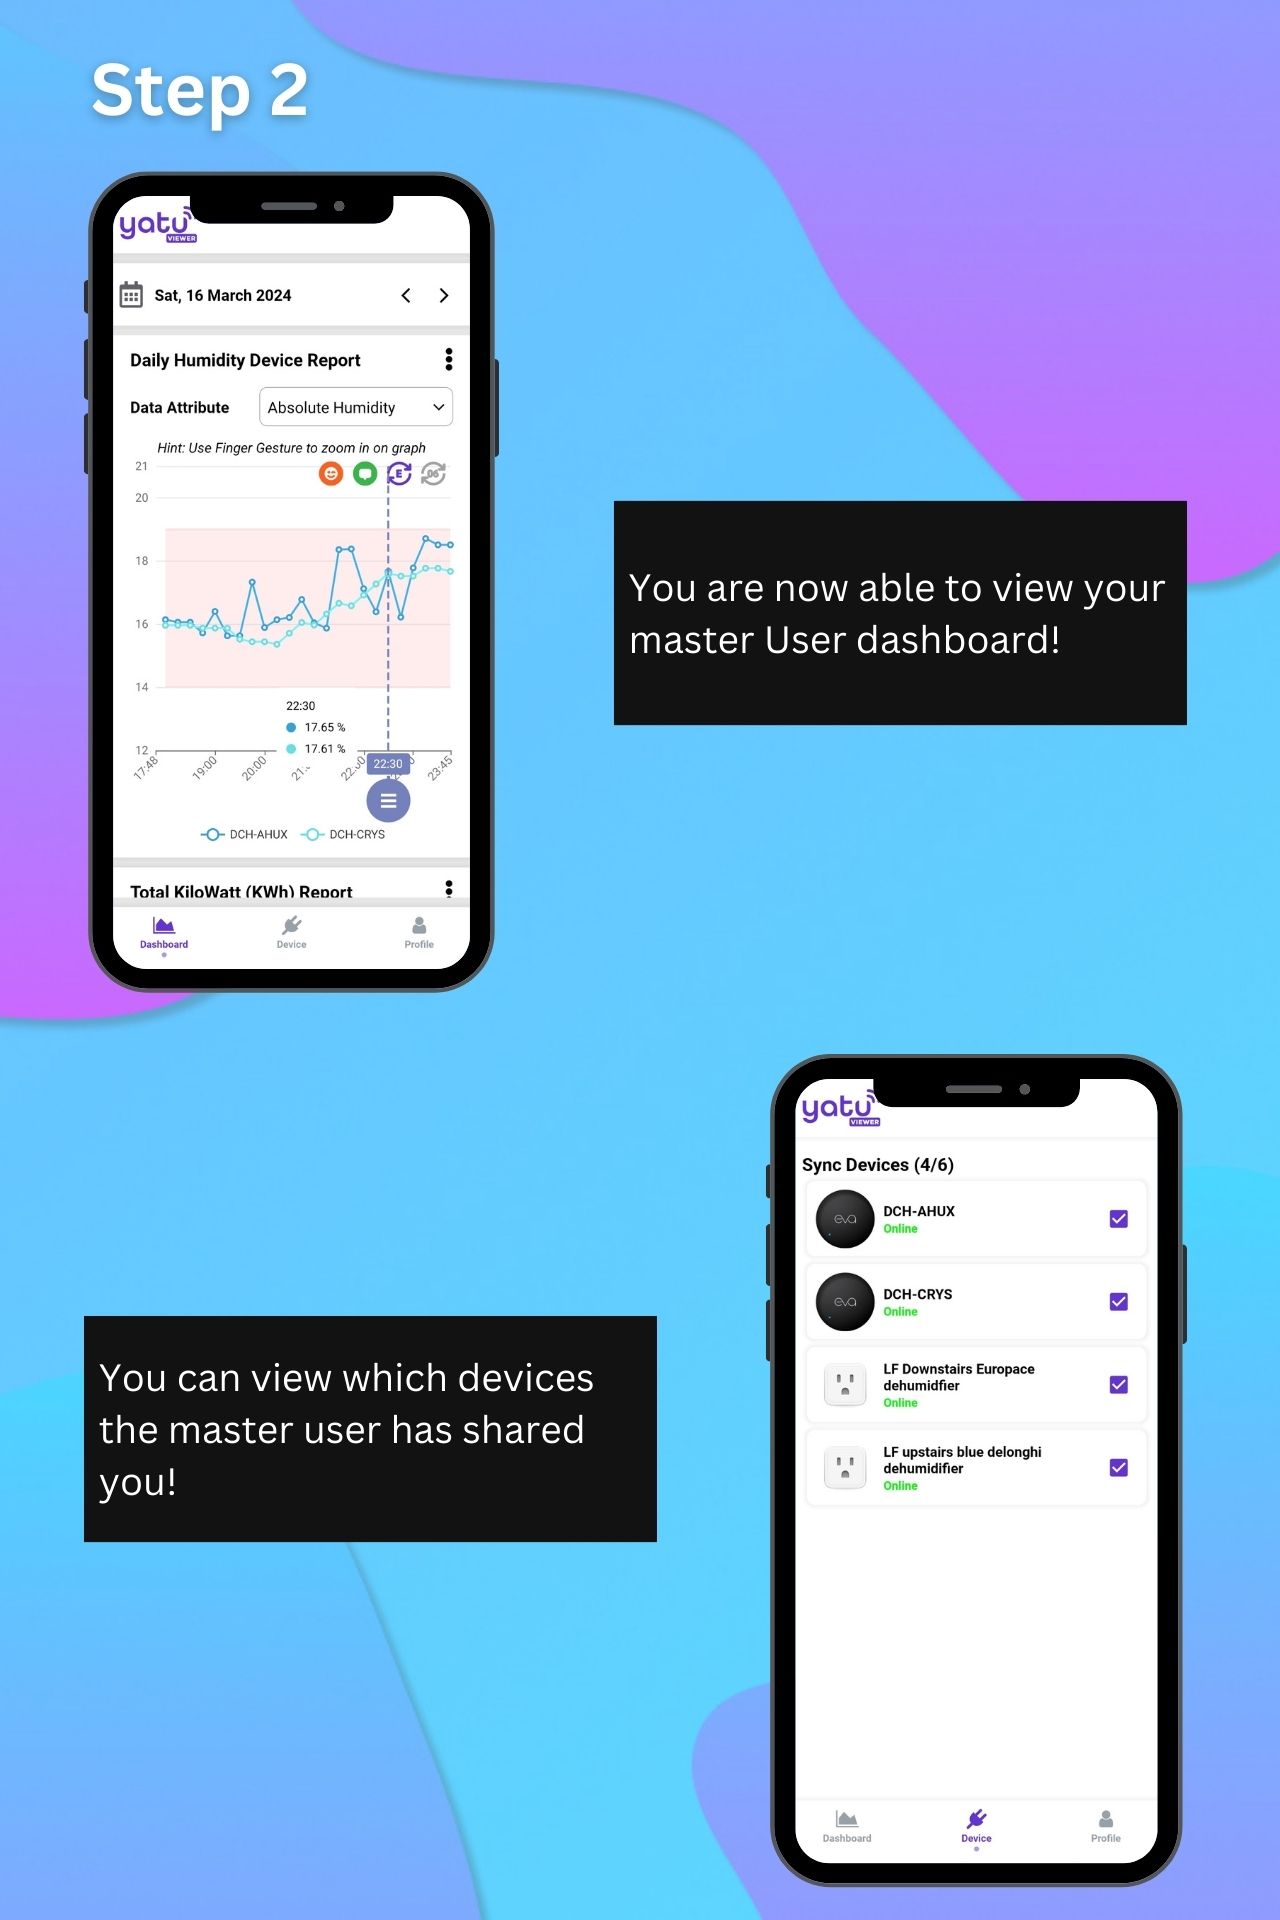 Step 2
yatu
VIEWER
Sat, 16 March 2024
Daily Humidity Device Report
Data Attribute
Absolute Humidity
Hint: Use Finger Gesture to zoom in on graph
E
06
21
20
18
16
14
12
22:30
17.65 %
17.61 %
17:48
19:00
20:00
22:30
23:45
DCH-AHUX
DCH-CRYS
Total KiloWatt (KWh) Report
Dashboard
Device
Profile
You are now able to view your
master User dashboard!
You can view which devices
the master user has shared
you!
yatu
VIEWER
Sync Devices (4/6)
eva
DCH-AHUX
Online
eva
DCH-CRYS
Online
LF Downstairs Europace
dehumidfier
Online
LF upstairs blue delonghi
dehumidifier
Online
Dashboard
Device
Profile